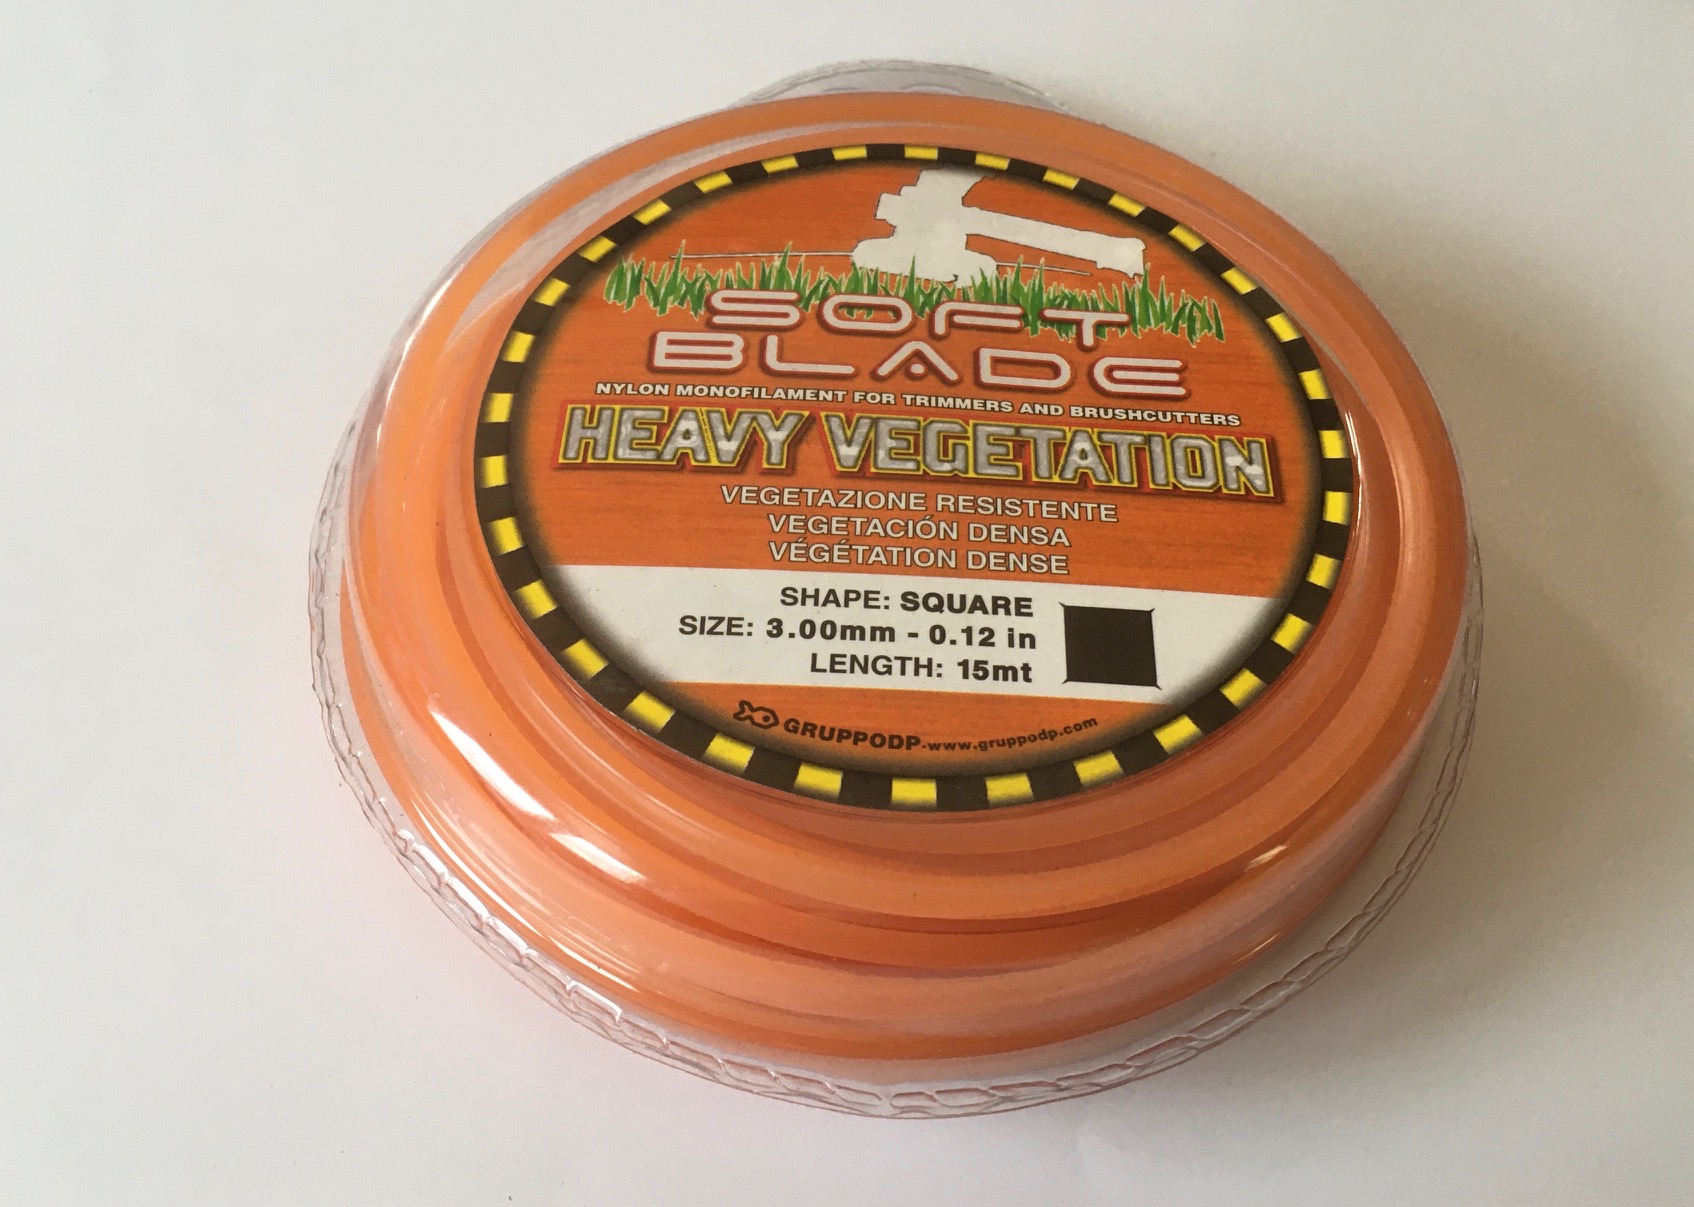 SOFT
BLADE
NYLON MONOFILAMENT FOR TRIMMERS AND BRUSHCUTTERS
HEAVY VEGETATION
VEGETAZIONE RESISTENTE
VEGETACIÓN DENSA
VÉGÉTATION DENSE
SHAPE: SQUARE
SIZE: 3.00mm - 0.12 in
LENGTH: 15mt
GRUPPODP-www.gruppodp.com